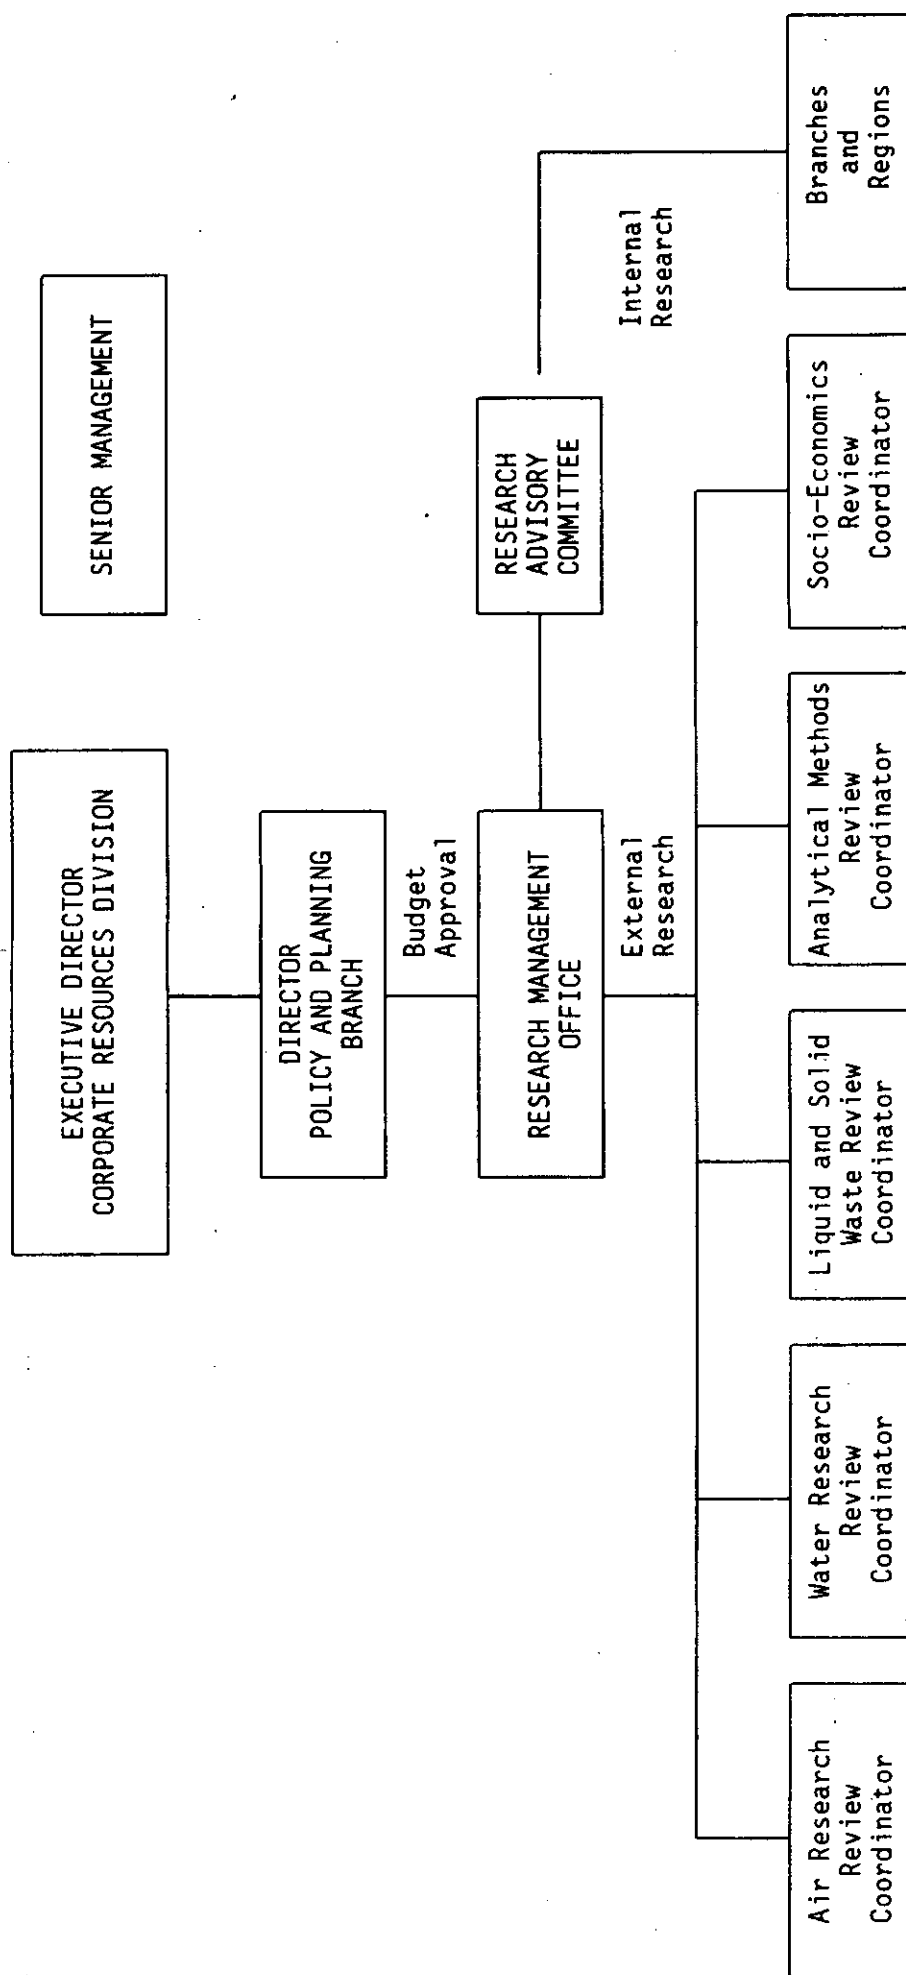 EXECUTIVE DIRECTOR
CORPORATE RESOURCES DIVISION
SENIOR MANAGEMENT
DIRECTOR
POLICY AND PLANNING
BRANCH
Budget
Approval
RESEARCH MANAGEMENT
OFFICE
RESEARCH
ADVISORY
COMMITTEE
External
Research
Internal
Research
Air Research
Review
Coordinator
Water Research
Review
Coordinator
Liquid and Solid
Waste Review
Coordinator
Analytical Methods
Review
Coordinator
Socio-Economics
Review
Coordinator
Branches
and
Regions